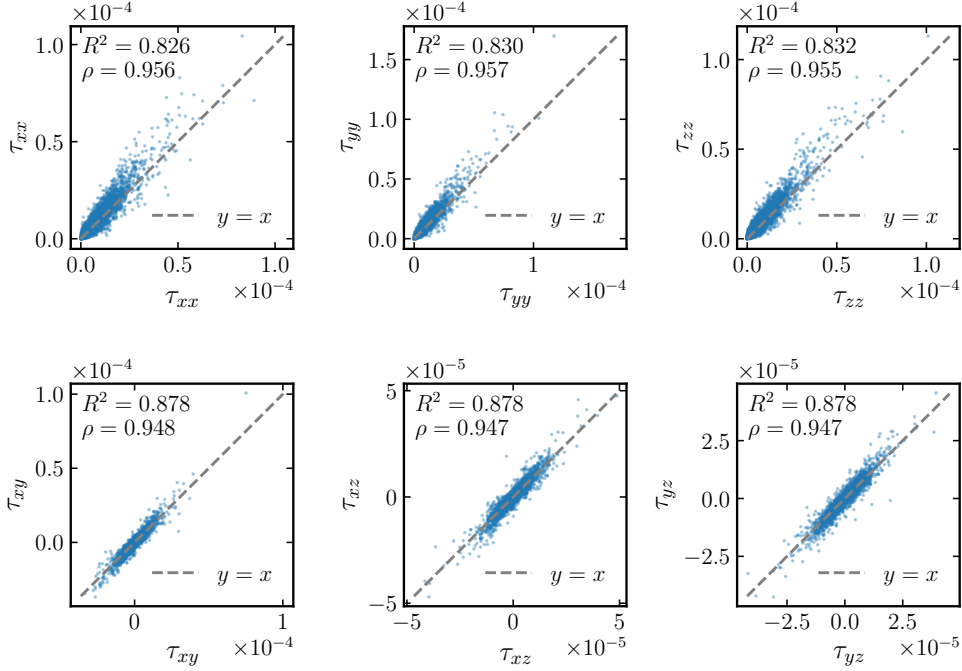 ×10⁻⁴
R² = 0.826
ρ = 0.956
1.0
0.5
0.0
τxx
y = x
0.0 0.5 1.0
×10⁻⁴
τxx
×10⁻⁴
R² = 0.830
ρ = 0.957
1.5
1.0
0.5
0.0
τyy
y = x
0 1
×10⁻⁴
τyy
×10⁻⁴
R² = 0.832
ρ = 0.955
1.0
0.5
0.0
τzz
y = x
0.0 0.5 1.0
×10⁻⁴
τzz
×10⁻⁴
R² = 0.878
ρ = 0.948
1.0
0.5
0.0
τxy
y = x
0 1
×10⁻⁴
τxy
×10⁻⁵
R² = 0.878
ρ = 0.947
5
0
−5
τxz
y = x
−5 0 5
×10⁻⁵
τxz
×10⁻⁵
R² = 0.878
ρ = 0.947
2.5
0.0
−2.5
τyz
y = x
−2.5 0.0 2.5
×10⁻⁵
τyz